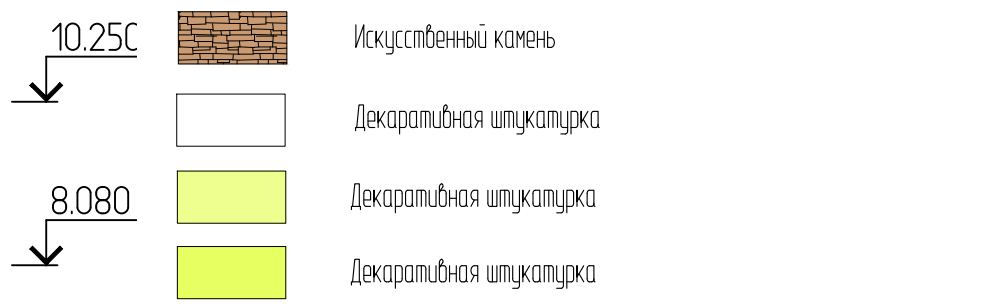 10.250
Искусственный камень
Декаративная штукатурка
8.080
Декаративная штукатурка
Декаративная штукатурка